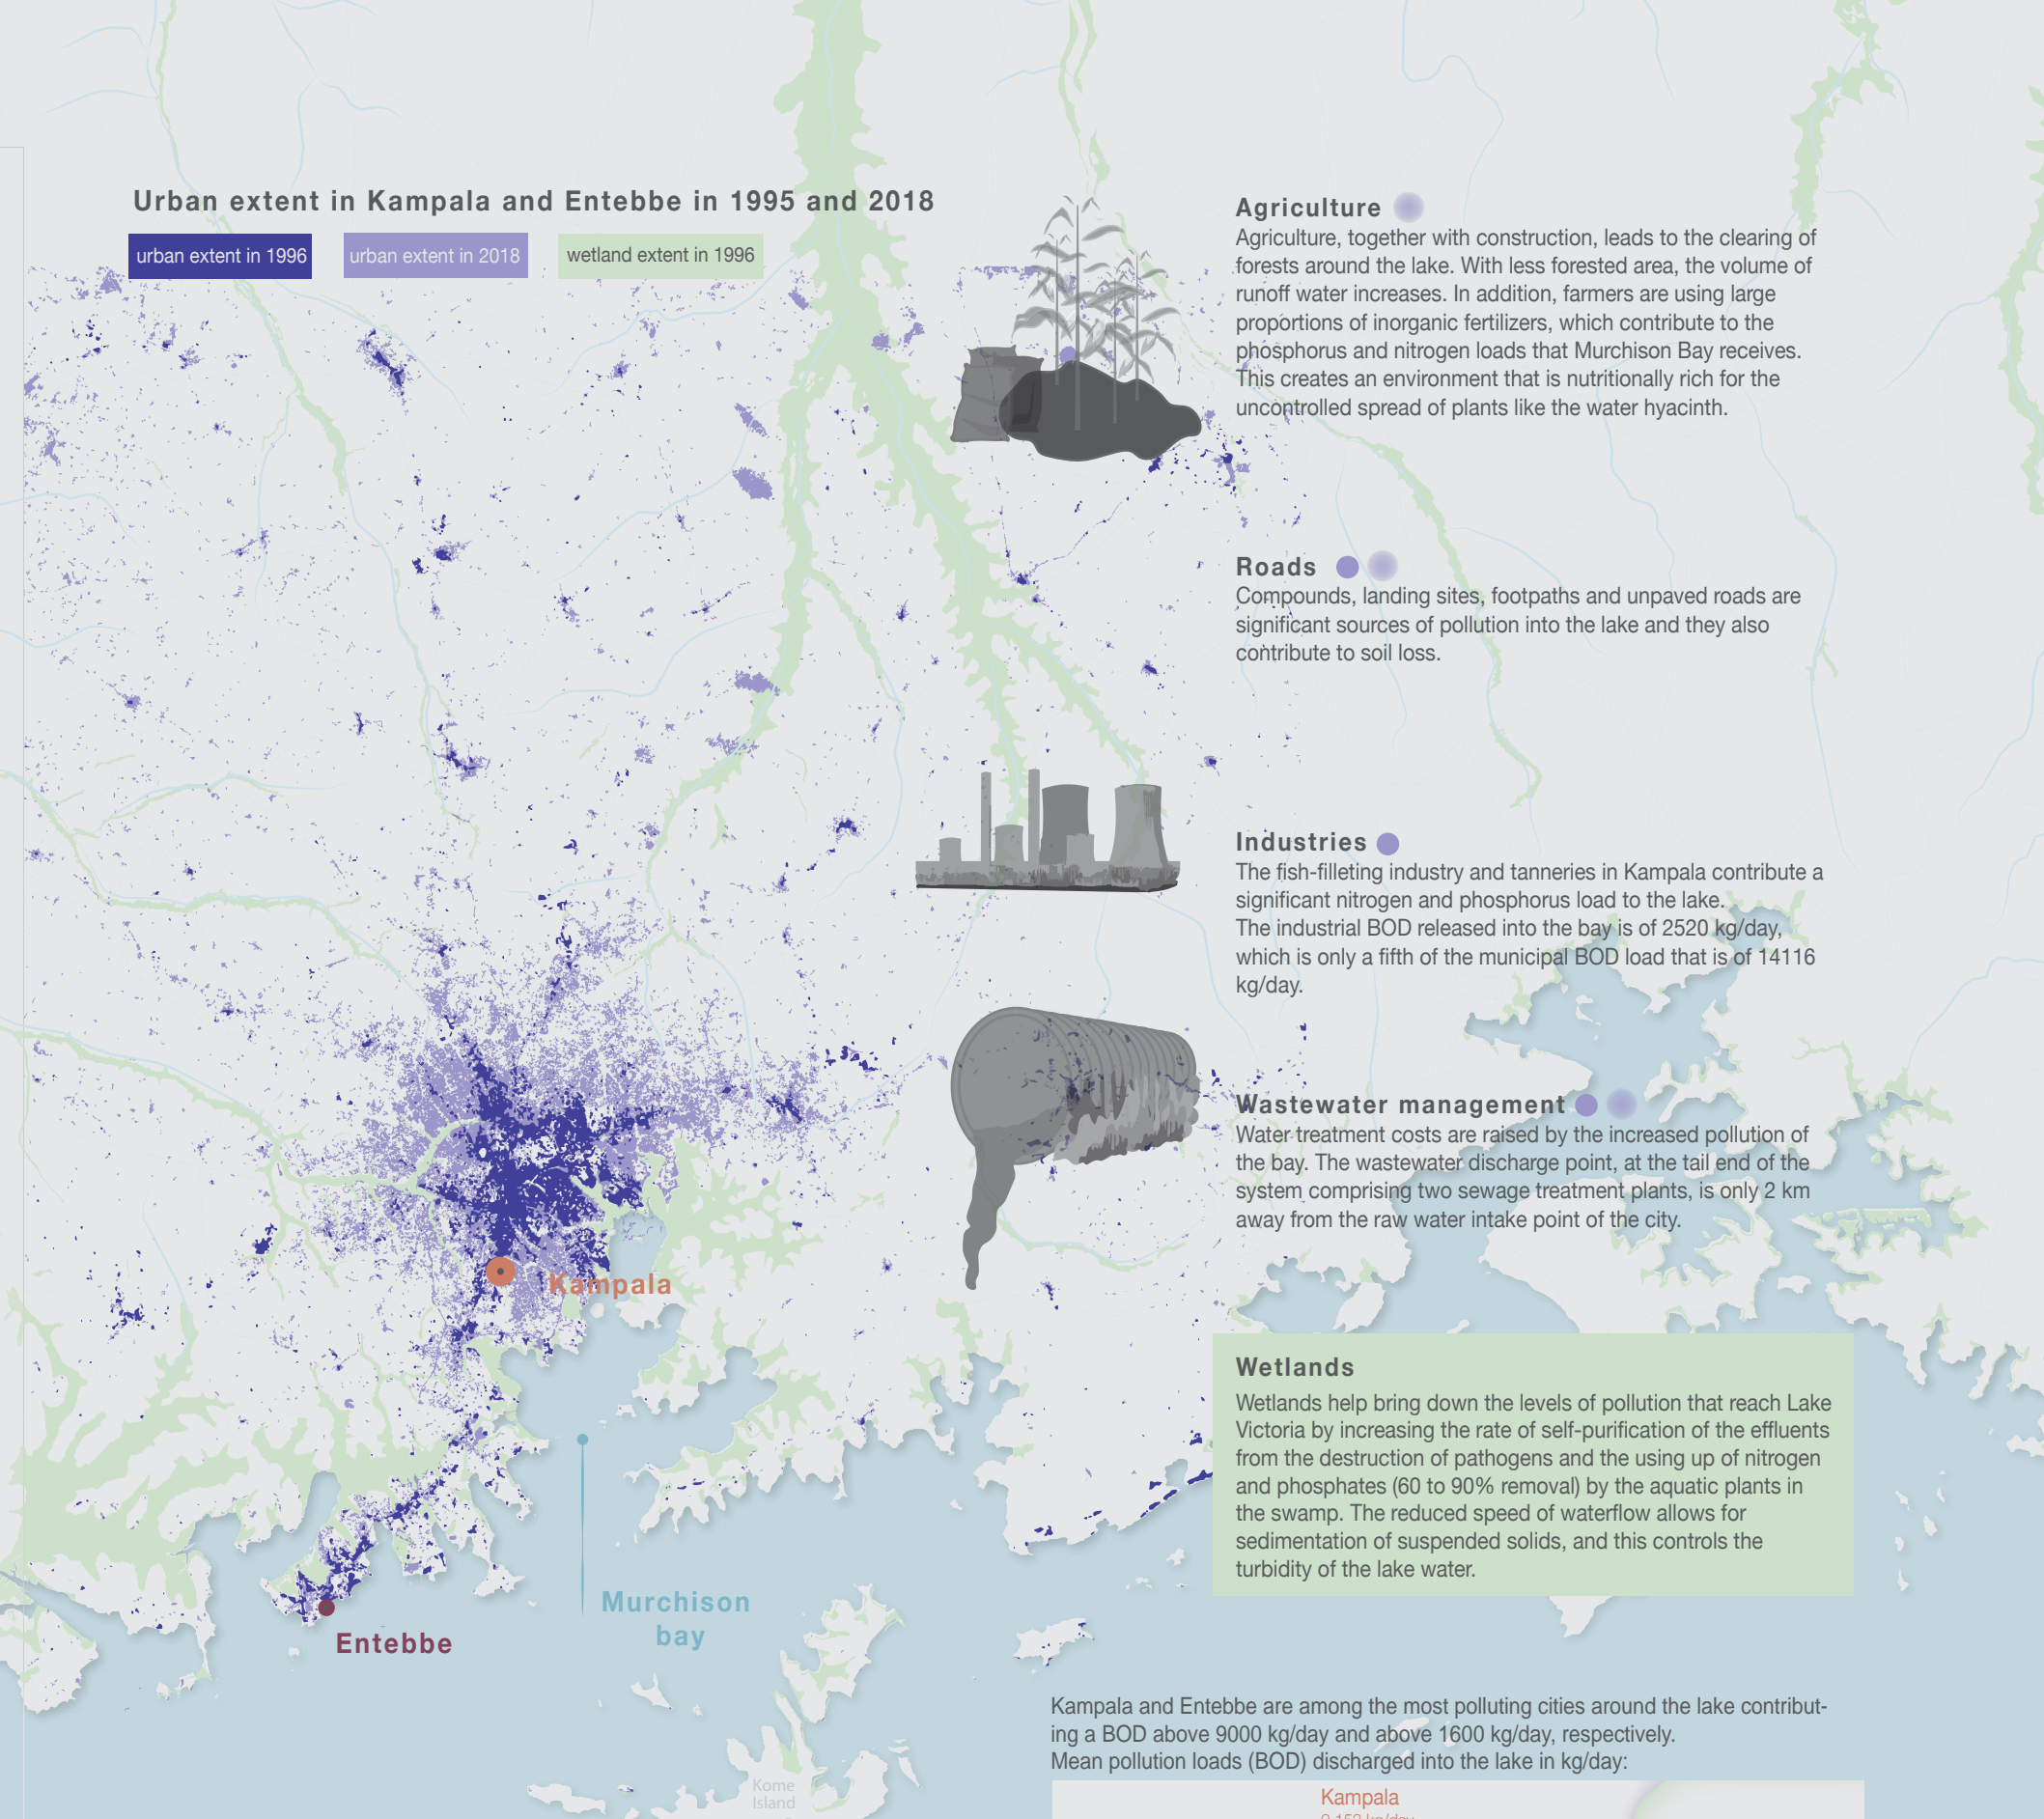 Urban extent in Kampala and Entebbe in 1995 and 2018
urban extent in 1996
urban extent in 2018
wetland extent in 1996
Agriculture
Agriculture, together with construction, leads to the clearing of
forests around the lake. With less forested area, the volume of
runoff water increases. In addition, farmers are using large
proportions of inorganic fertilizers, which contribute to the
phosphorus and nitrogen loads that Murchison Bay receives.
This creates an environment that is nutritionally rich for the
uncontrolled spread of plants like the water hyacinth.
Roads
Compounds, landing sites, footpaths and unpaved roads are
significant sources of pollution into the lake and they also
contribute to soil loss.
Industries
The fish-filleting industry and tanneries in Kampala contribute a
significant nitrogen and phosphorus load to the lake.
The industrial BOD released into the bay is of 2520 kg/day,
which is only a fifth of the municipal BOD load that is of 14116
kg/day.
Wastewater management
Water treatment costs are raised by the increased pollution of
the bay. The wastewater discharge point, at the tail end of the
system comprising two sewage treatment plants, is only 2 km
away from the raw water intake point of the city.
Kampala
Wetlands
Wetlands help bring down the levels of pollution that reach Lake
Victoria by increasing the rate of self-purification of the effluents
from the destruction of pathogens and the using up of nitrogen
and phosphates (60 to 90% removal) by the aquatic plants in
the swamp. The reduced speed of waterflow allows for
sedimentation of suspended solids, and this controls the
turbidity of the lake water.
Murchison
bay
Entebbe
Kampala and Entebbe are among the most polluting cities around the lake contribut-
ing a BOD above 9000 kg/day and above 1600 kg/day, respectively.
Mean pollution loads (BOD) discharged into the lake in kg/day:
Kome
Island
Kampala